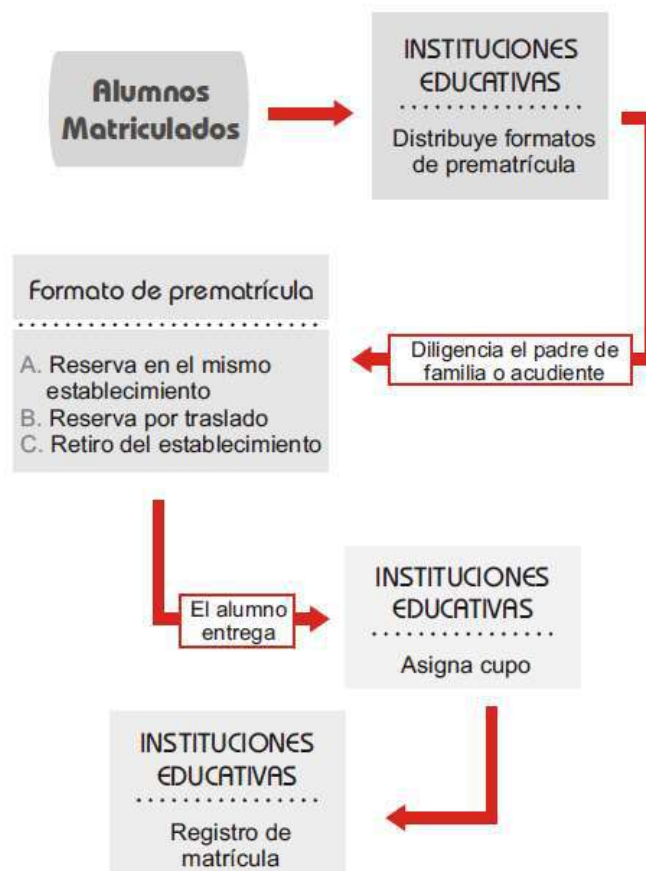 Alumnos
Matriculados
INSTITUCIONES
EDUCATIVAS
Distribuye formatos
de prematrícula
Diligencia el padre de
familia o acudiente
Formato de prematrícula
A. Reserva en el mismo
establecimiento
B. Reserva por traslado
C. Retiro del establecimiento
El alumno
entrega
INSTITUCIONES
EDUCATIVAS
Asigna cupo
INSTITUCIONES
EDUCATIVAS
Registro de
matrícula